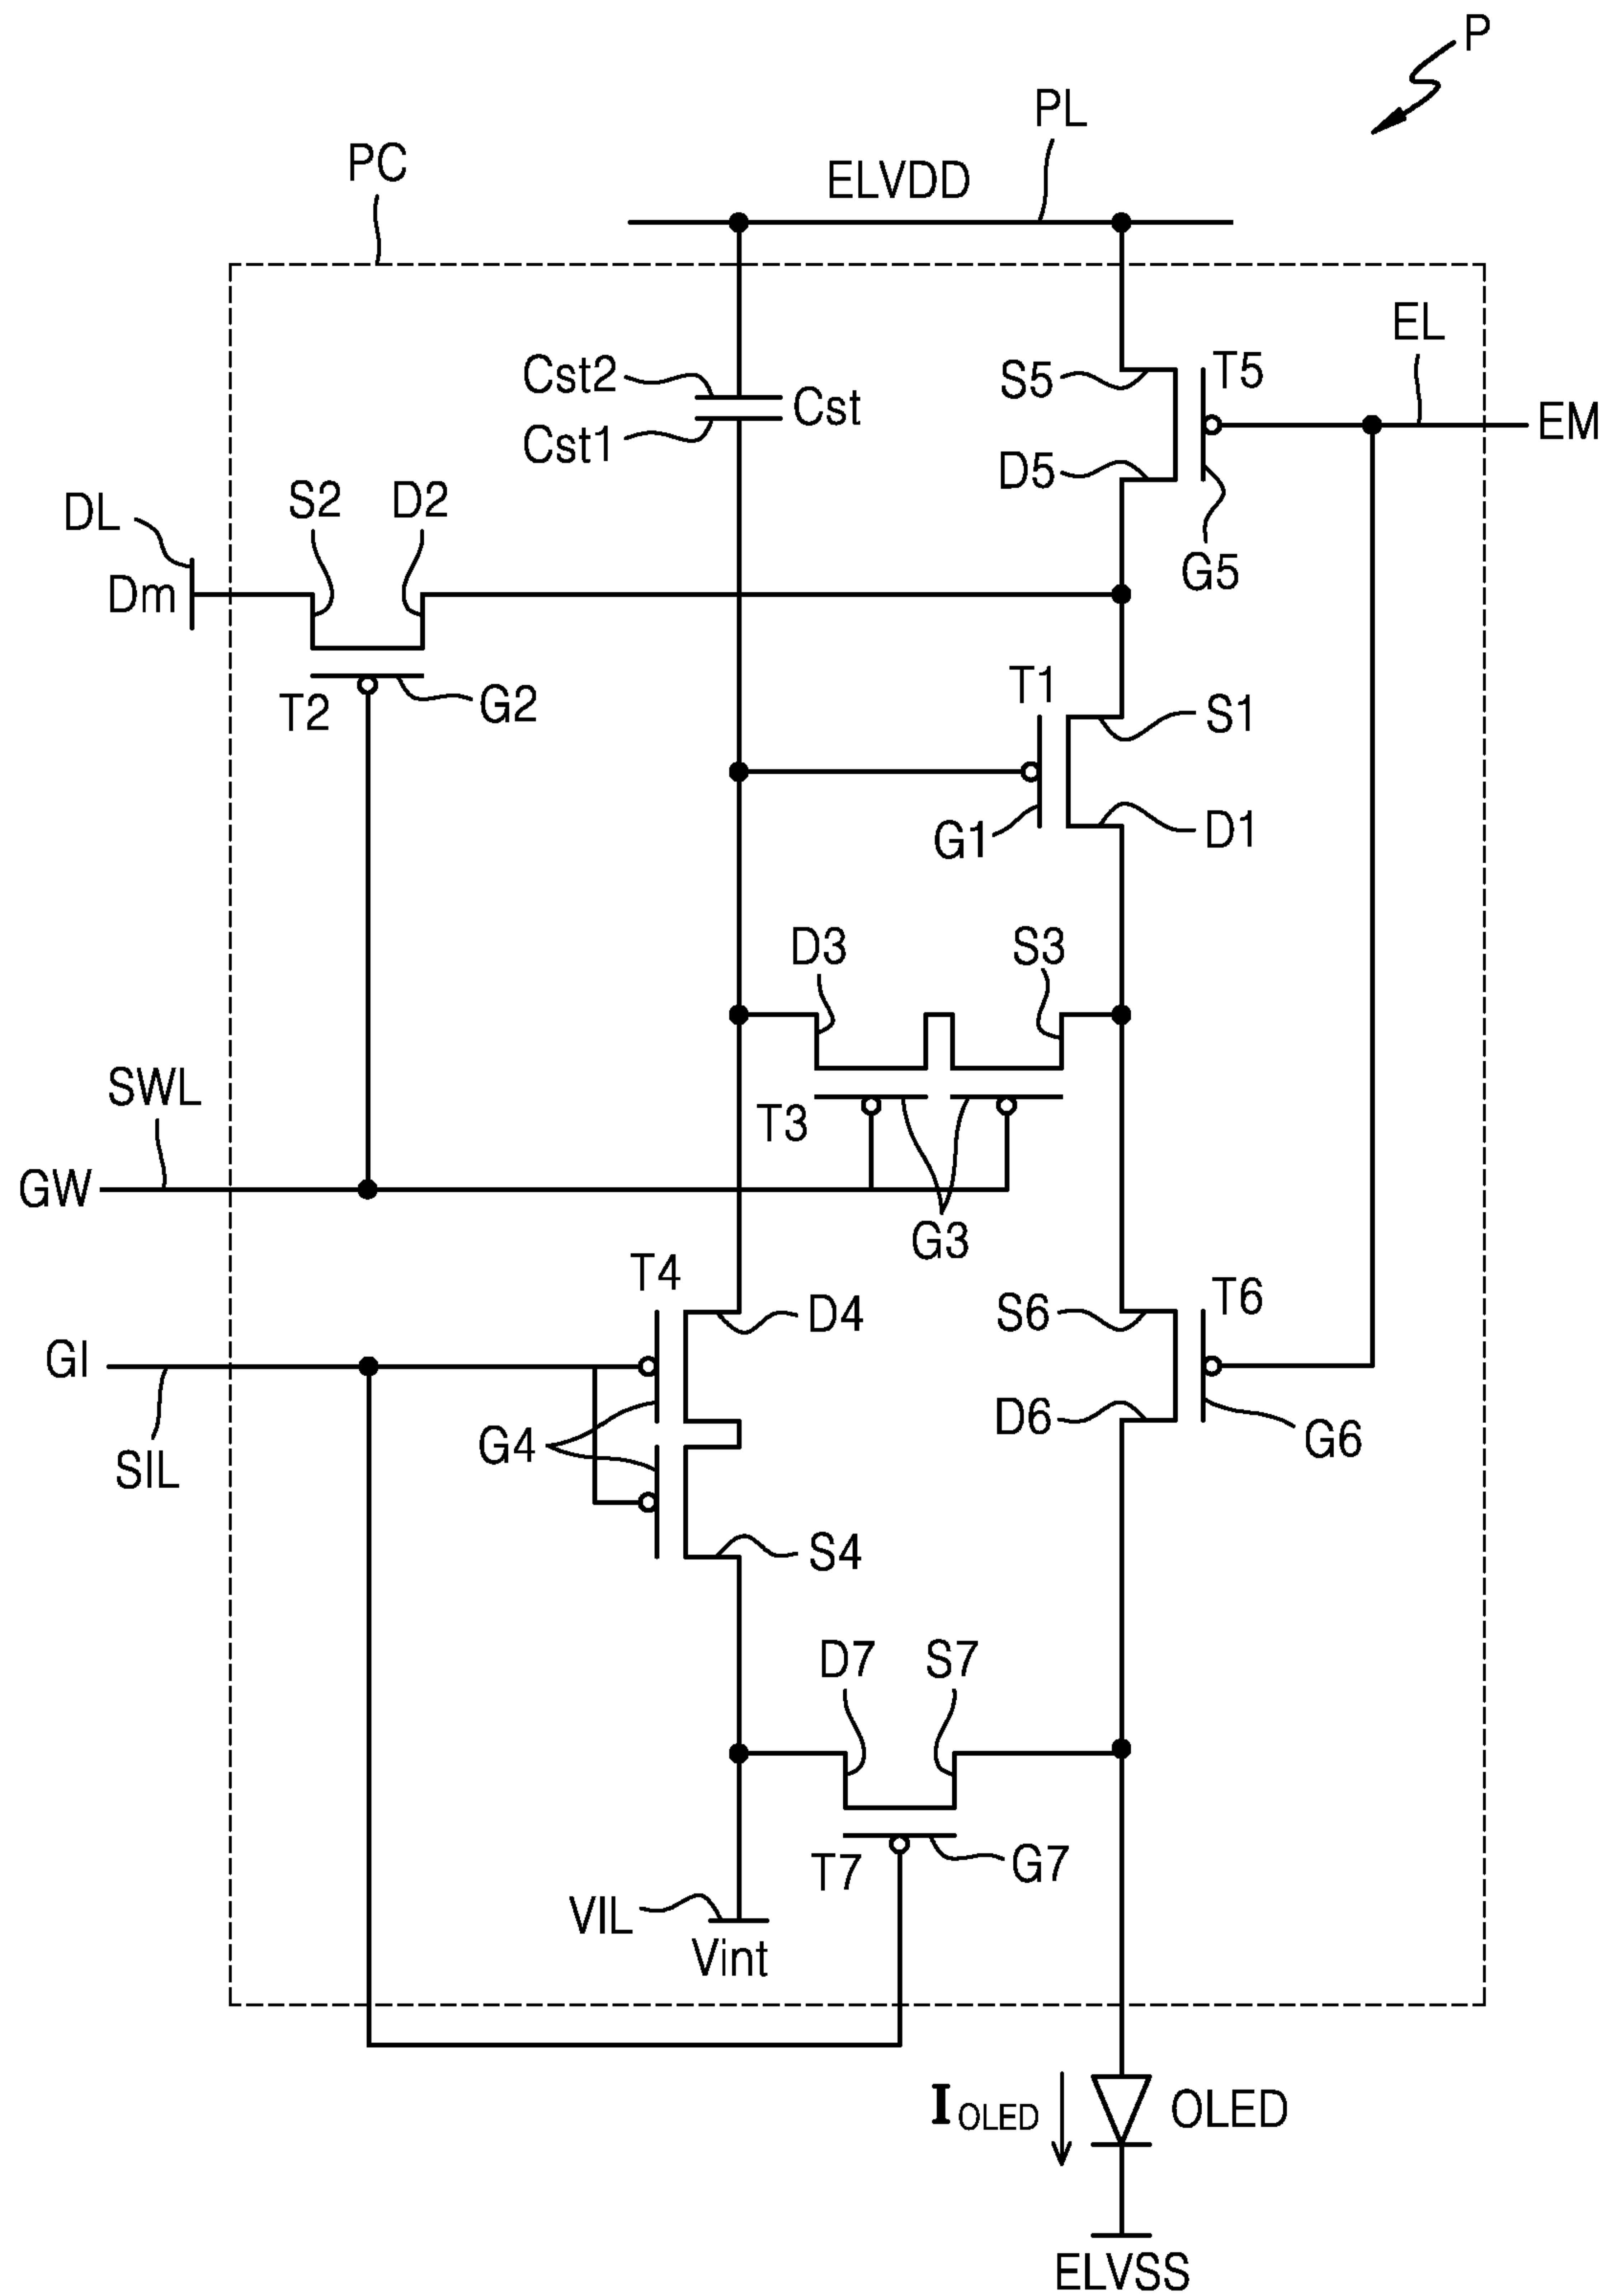 P
PL
PC
ELVDD
EL
Cst2
Cst
S5
T5
EM
Cst1
D5
DL
S2
D2
G5
Dm
T1
T2
G2
S1
G1
D1
D3
S3
SWL
T3
GW
G3
T4
D4
S6
T6
GI
G4
D6
G6
SIL
S4
D7
S7
T7
G7
VIL
Vint
IOLED
OLED
ELVSS